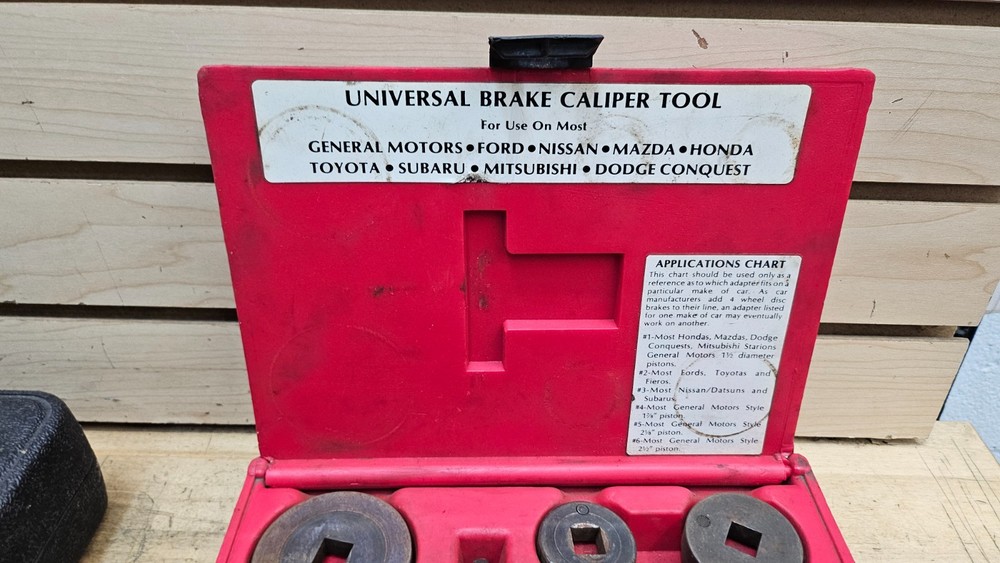 UNIVERSAL BRAKE CALIPER TOOL
For Use On Most
GENERAL MOTORS • FORD • NISSAN • MAZDA • HONDA
TOYOTA • SUBARU • MITSUBISHI • DODGE CONQUEST
APPLICATIONS CHART
This chart should be used only as a
reference as to which adapter fits on a
particular make of car. As car
manufacturers add 4 wheel disc
brakes to their line, an adapter listed
for one make of car may eventually
work on another.
#1-Most Hondas, Mazdas, Dodge
Conquests, Mitsubishi Starions
General Motors 1½ diameter
pistons.
#2-Most Fords, Toyotas and
Fieros.
#3-Most Nissan/Datsuns and
Subarus
#4-Most General Motors Style
piston.
#5-Most General Motors Style
2⅛" piston.
#6-Most General Motors Style
2½" piston.